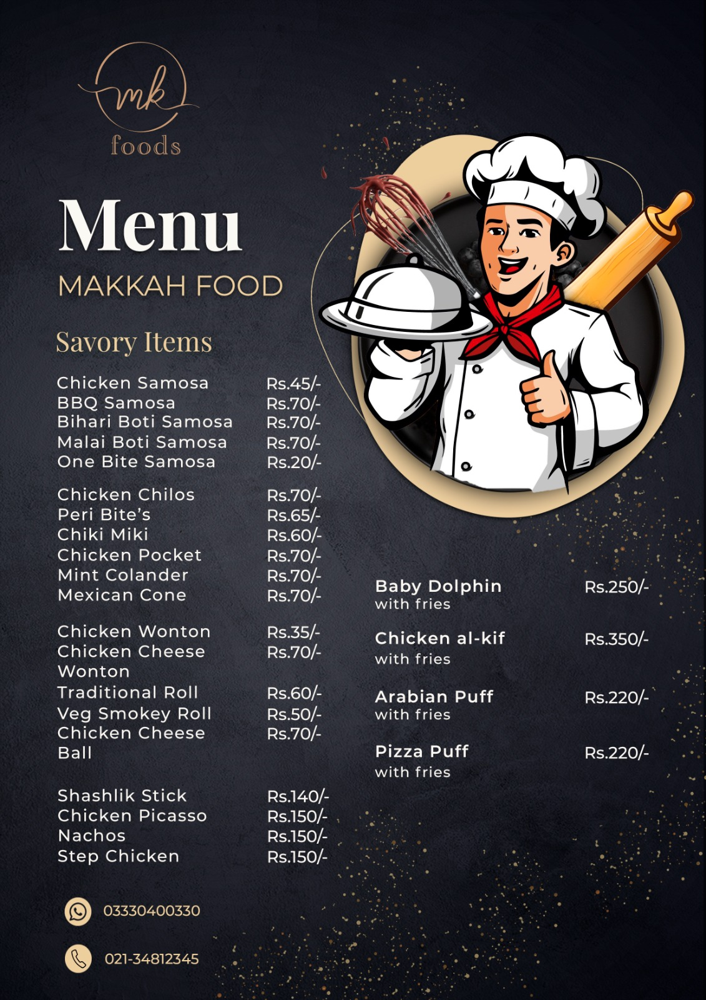 mk
foods
Menu
MAKKAH FOOD
Savory Items
Chicken Samosa Rs.45/-
BBQ Samosa Rs.70/-
Bihari Boti Samosa Rs.70/-
Malai Boti Samosa Rs.70/-
One Bite Samosa Rs.20/-
Chicken Chilos Rs.70/-
Peri Bite’s Rs.65/-
Chiki Miki Rs.60/-
Chicken Pocket Rs.70/-
Mint Colander Rs.70/-
Mexican Cone Rs.70/-
Chicken Wonton Rs.35/-
Chicken Cheese Rs.70/-
Wonton
Traditional Roll Rs.60/-
Veg Smokey Roll Rs.50/-
Chicken Cheese Rs.70/-
Ball
Shashlik Stick Rs.140/-
Chicken Picasso Rs.150/-
Nachos Rs.150/-
Step Chicken Rs.150/-
Baby Dolphin Rs.250/-
with fries
Chicken al-kif Rs.350/-
with fries
Arabian Puff Rs.220/-
with fries
Pizza Puff Rs.220/-
with fries
03330400330
021-34812345